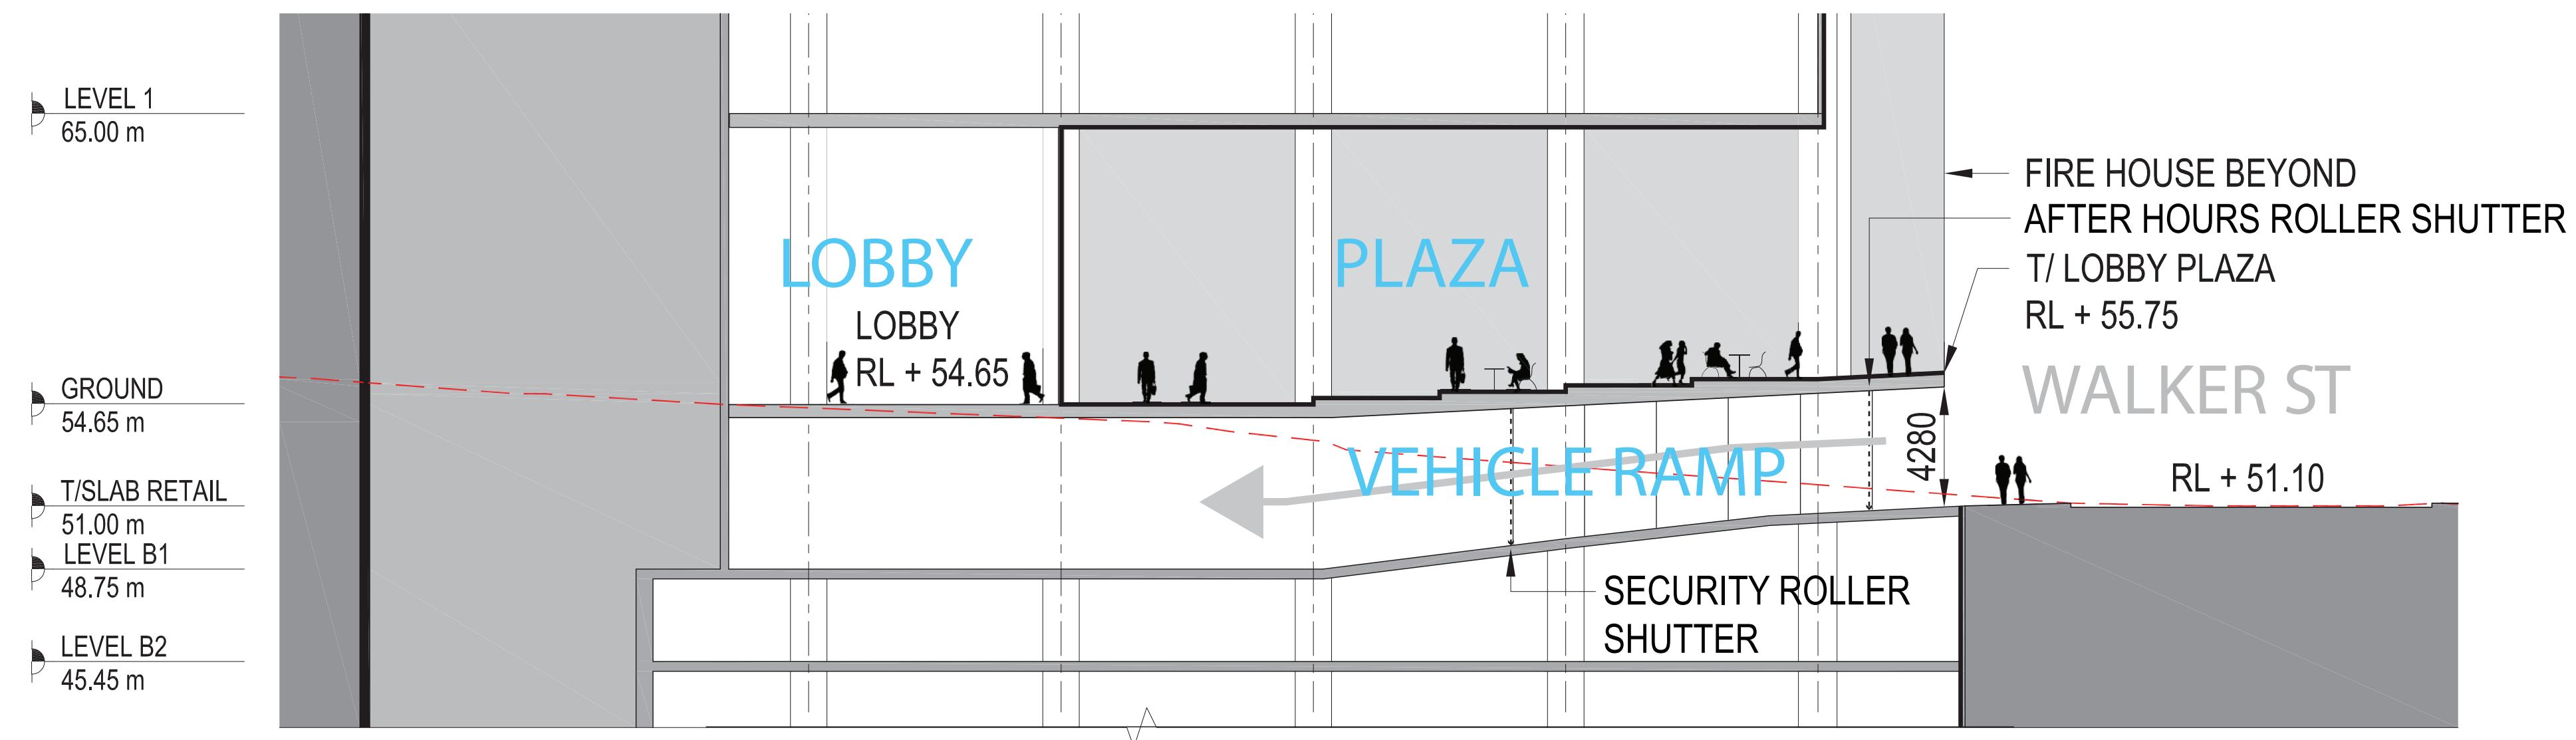 LEVEL 1
65.00 m
GROUND
54.65 m
T/SLAB RETAIL
51.00 m
LEVEL B1
48.75 m
LEVEL B2
45.45 m
LOBBY
LOBBY
RL + 54.65
PLAZA
VEHICLE RAMP
FIRE HOUSE BEYOND
AFTER HOURS ROLLER SHUTTER
T/ LOBBY PLAZA
RL + 55.75
WALKER ST
4280
RL + 51.10
SECURITY ROLLER
SHUTTER